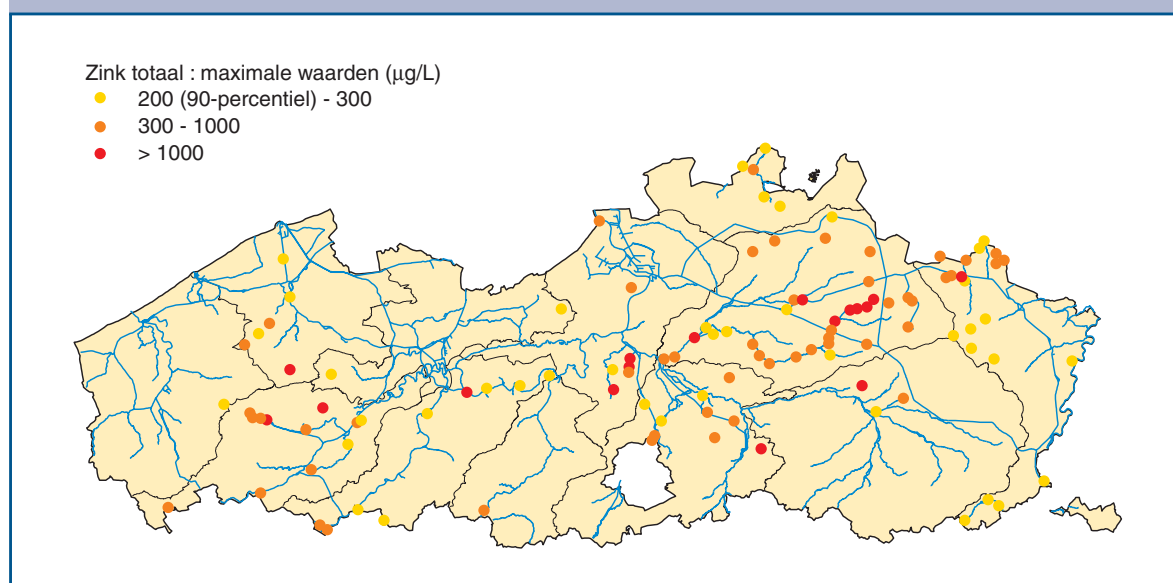 Zink totaal : maximale waarden (µg/L)
200 (90-percentiel) - 300
300 - 1000
> 1000